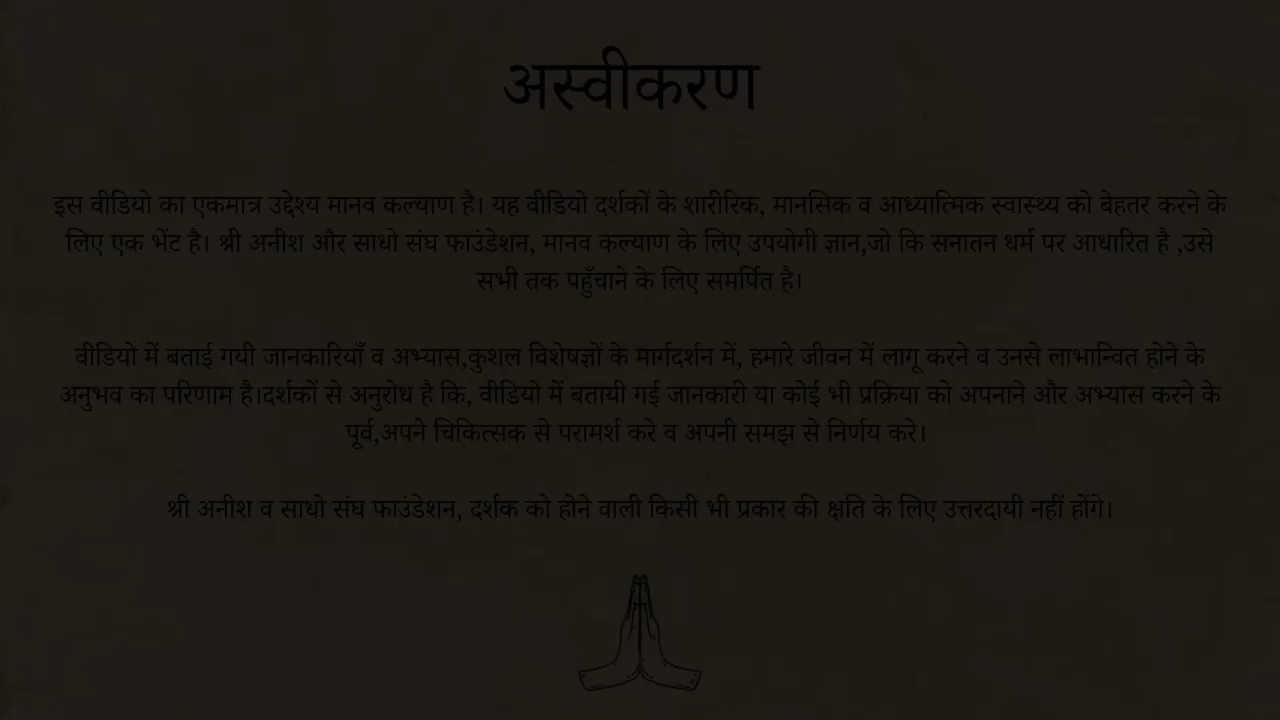 अस्वीकरण
इस वीडियो का एकमात्र उद्देश्य मानव कल्याण है। यह वीडियो दर्शकों के शारीरिक, मानसिक व आध्यात्मिक स्वास्थ्य को बेहतर करने के
लिए एक भेंट है। श्री अनीश और साधो संघ फाउंडेशन, मानव कल्याण के लिए उपयोगी ज्ञान,जो कि सनातन धर्म पर आधारित है ,उसे
सभी तक पहुँचाने के लिए समर्पित है।
वीडियो में बताई गयी जानकारियाँ व अभ्यास,कुशल विशेषज्ञों के मार्गदर्शन में, हमारे जीवन में लागू करने व उनसे लाभान्वित होने के
अनुभव का परिणाम है।दर्शकों से अनुरोध है कि, वीडियो में बतायी गई जानकारी या कोई भी प्रक्रिया को अपनाने और अभ्यास करने के
पूर्व,अपने चिकित्सक से परामर्श करे व अपनी समझ से निर्णय करे।
श्री अनीश व साधो संघ फाउंडेशन, दर्शक को होने वाली किसी भी प्रकार की क्षति के लिए उत्तरदायी नहीं होंगे।